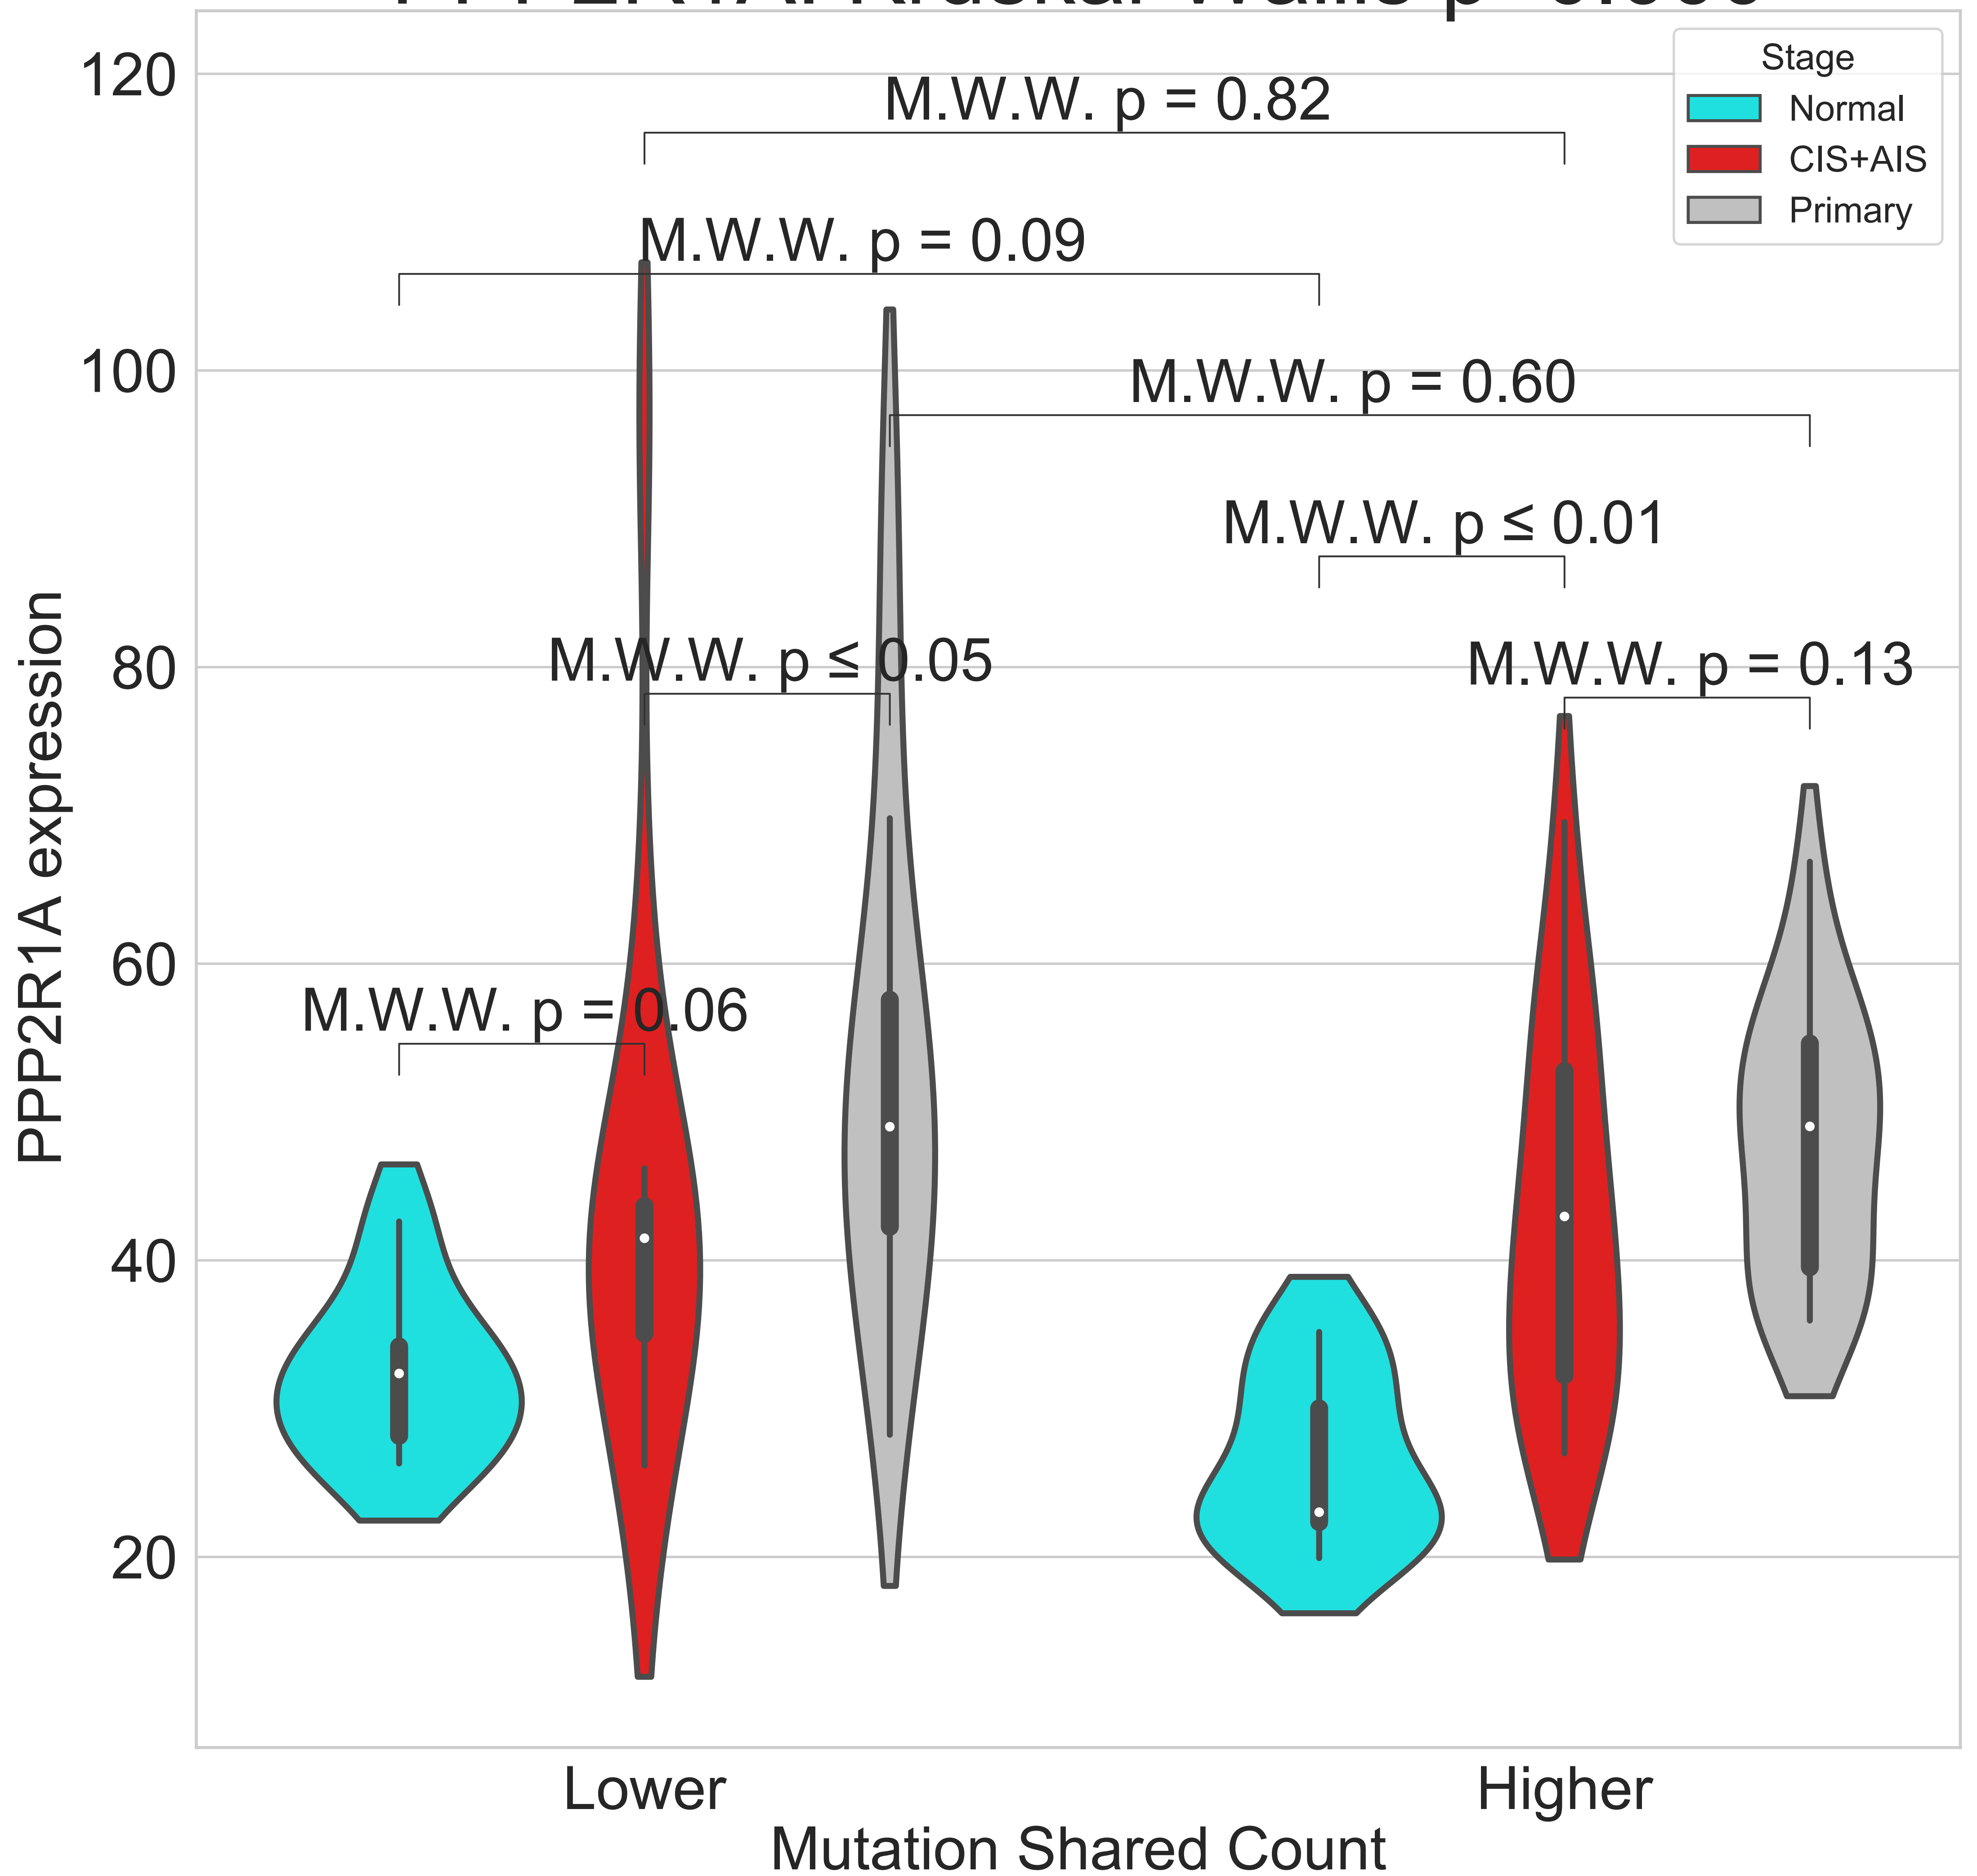 Stage
Normal
CIS+AIS
Primary
M.W.W. p = 0.82
M.W.W. p = 0.09
M.W.W. p = 0.60
M.W.W. p ≤ 0.01
M.W.W. p ≤ 0.05
M.W.W. p = 0.13
M.W.W. p = 0.06
120
100
80
60
40
20
PPP2R1A expression
Lower
Higher
Mutation Shared Count